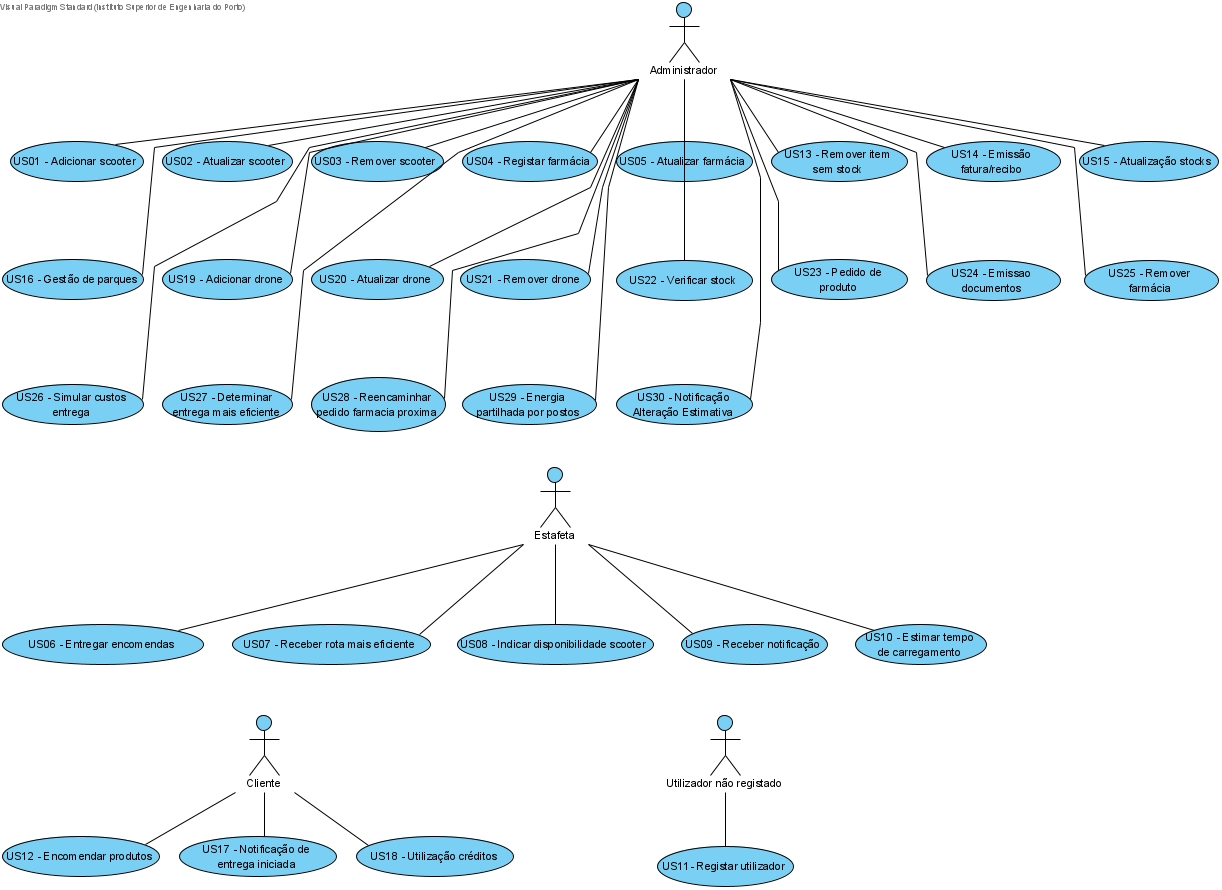 Visual Paradigm Standard (Instituto Superior de Engenharia do Porto)
Administrador
US01 - Adicionar scooter
US02 - Atualizar scooter
US03 - Remover scooter
US04 - Registar farmácia
US05 - Atualizar farmácia
US13 - Remover item
sem stock
US14 - Emissão
fatura/recibo
US15 - Atualização stocks
US16 - Gestão de parques
US19 - Adicionar drone
US20 - Atualizar drone
US21 - Remover drone
US22 - Verificar stock
US23 - Pedido de
produto
US24 - Emissao
documentos
US25 - Remover
farmácia
US26 - Simular custos
entrega
US27 - Determinar
entrega mais eficiente
US28 - Reencaminhar
pedido farmacia proxima
US29 - Energia
partilhada por postos
US30 - Notificação
Alteração Estimativa
Estafeta
US06 - Entregar encomendas
US07 - Receber rota mais eficiente
US08 - Indicar disponibilidade scooter
US09 - Receber notificação
US10 - Estimar tempo
de carregamento
Cliente
Utilizador não registado
US12 - Encomendar produtos
US17 - Notificação de
entrega iniciada
US18 - Utilização créditos
US11 - Registar utilizador